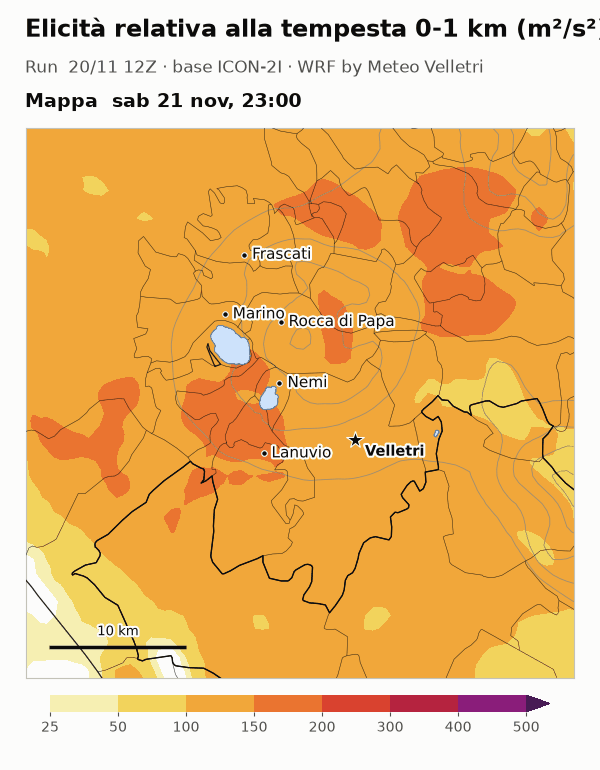 Elicità relativa alla tempesta 0-1 km (m²/s²)
Run 20/11 12Z · base ICON-2I · WRF by Meteo Velletri
Mappa sab 21 nov, 23:00
Frascati
Marino
Rocca di Papa
Nemi
Velletri
Lanuvio
10 km
25 50 100 150 200 300 400 500